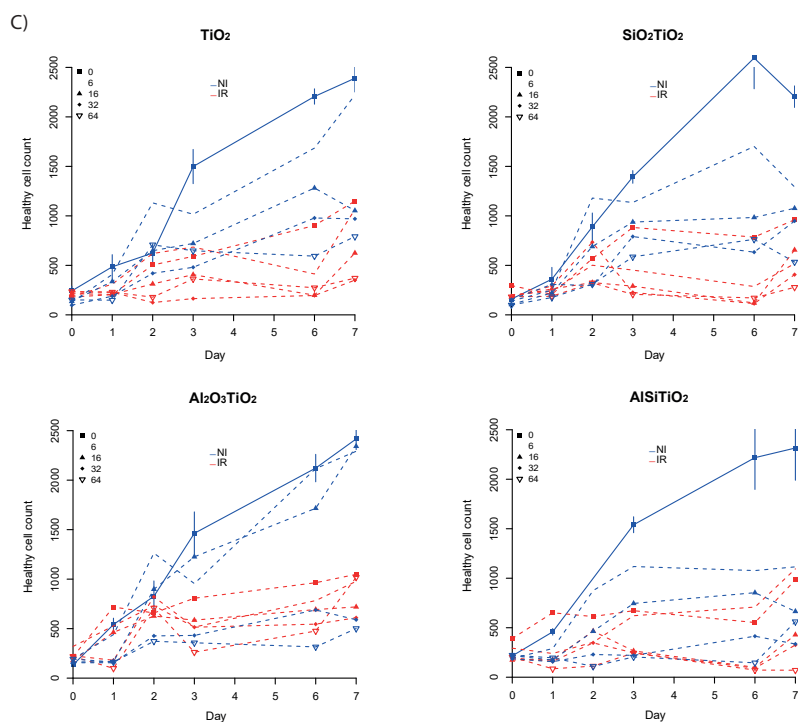 C)
TiO2
SiO2TiO2
0
6
16
32
64
NI
IR
0
6
16
32
64
NI
IR
Healthy cell count
0 500 1000 1500 2000 2500
0 1 2 3 4 5 6 7
Day
Healthy cell count
0 500 1000 1500 2000 2500
0 1 2 3 4 5 6 7
Day
Al2O3TiO2
AlSiTiO2
0
6
16
32
64
NI
IR
0
6
16
32
64
NI
IR
Healthy cell count
0 500 1000 1500 2000 2500
0 1 2 3 4 5 6 7
Day
Healthy cell count
0 500 1000 1500 2000 2500
0 1 2 3 4 5 6 7
Day